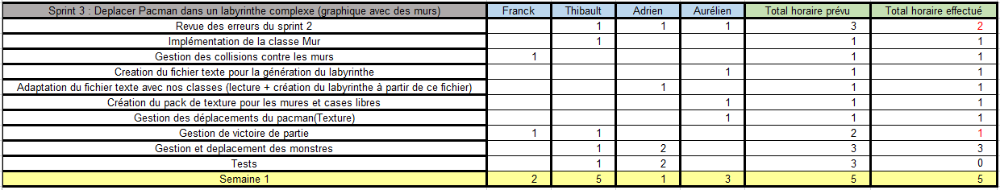 Sprint 3 : Deplacer Pacman dans un labyrinthe complexe (graphique avec des murs) Franck Thibault Adrien Aurélien Total horaire prévu Total horaire effectué
Revue des erreurs du sprint 2 1 1 1 3 2
Implémentation de la classe Mur 1 1 1
Gestion des collisions contre les murs 1 1 1
Creation du fichier texte pour la génération du labyrinthe 1 1 1
Adaptation du fichier texte avec nos classes (lecture + création du labyrinthe à partir de ce fichier) 1 1 1
Création du pack de texture pour les mures et cases libres 1 1 1
Gestion des déplacements du pacman(Texture) 1 1 1
Gestion de victoire de partie 1 1 2 1
Gestion et deplacement des monstres 1 2 3 3
Tests 1 2 3 0
Semaine 1 2 5 1 3 5 5